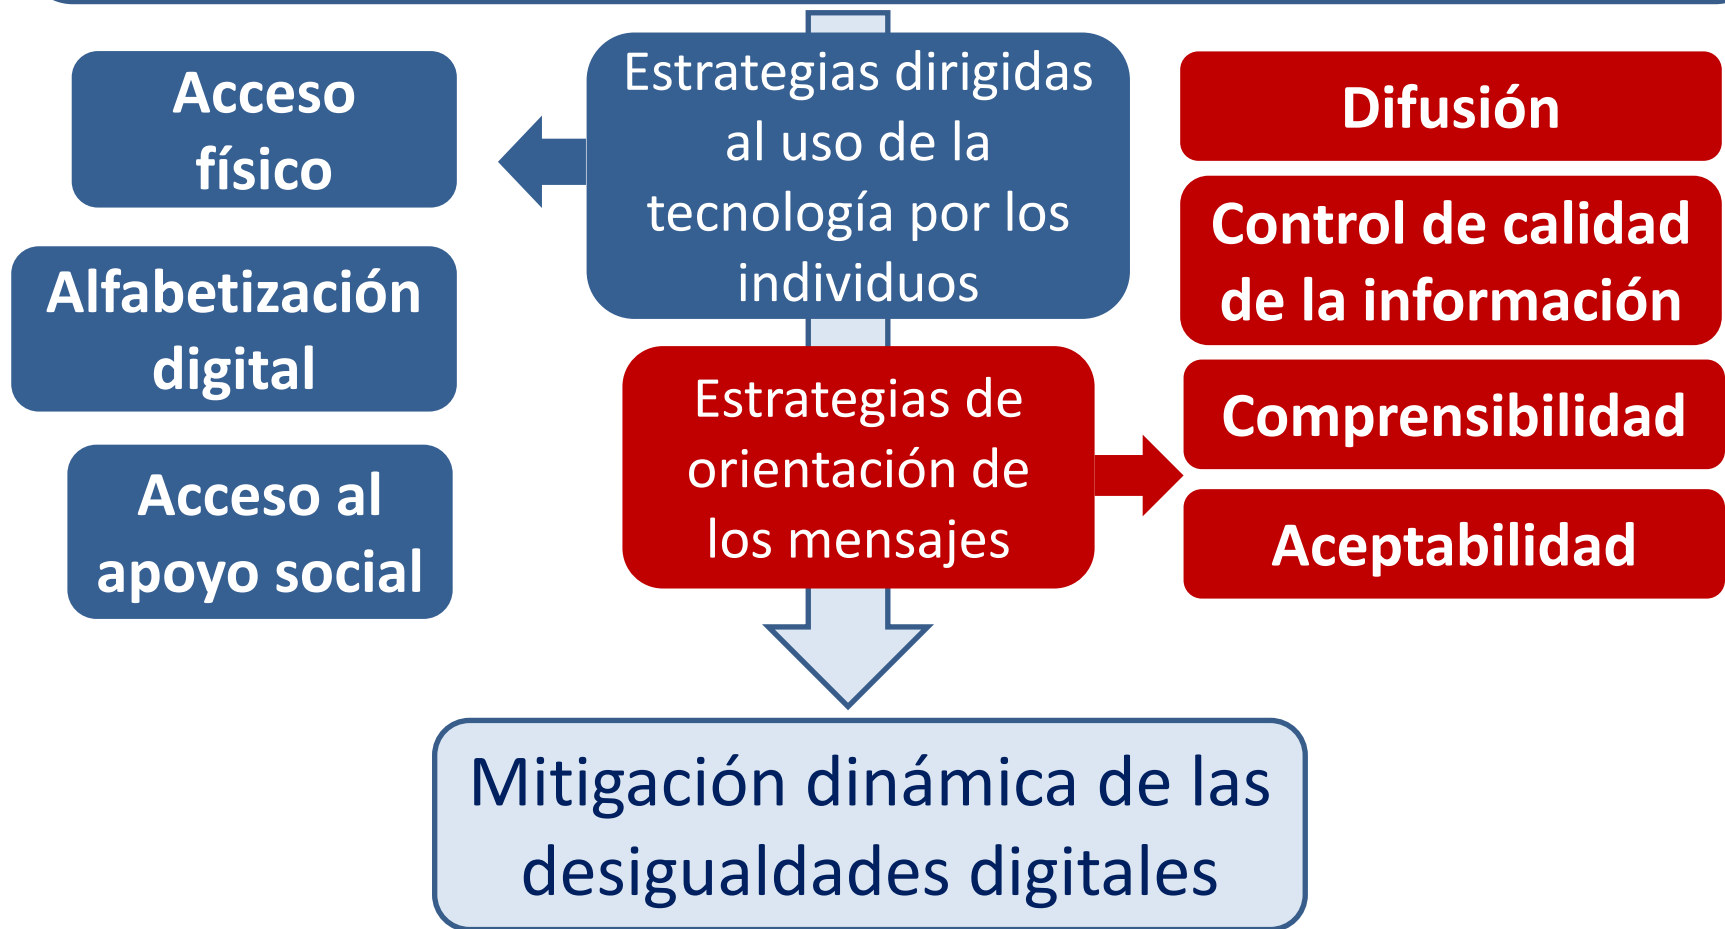 Acceso
físico
Alfabetización
digital
Acceso al
apoyo social
Estrategias dirigidas
al uso de la
tecnología por los
individuos
Estrategias de
orientación de
los mensajes
Difusión
Control de calidad
de la información
Comprensibilidad
Aceptabilidad
Mitigación dinámica de las
desigualdades digitales